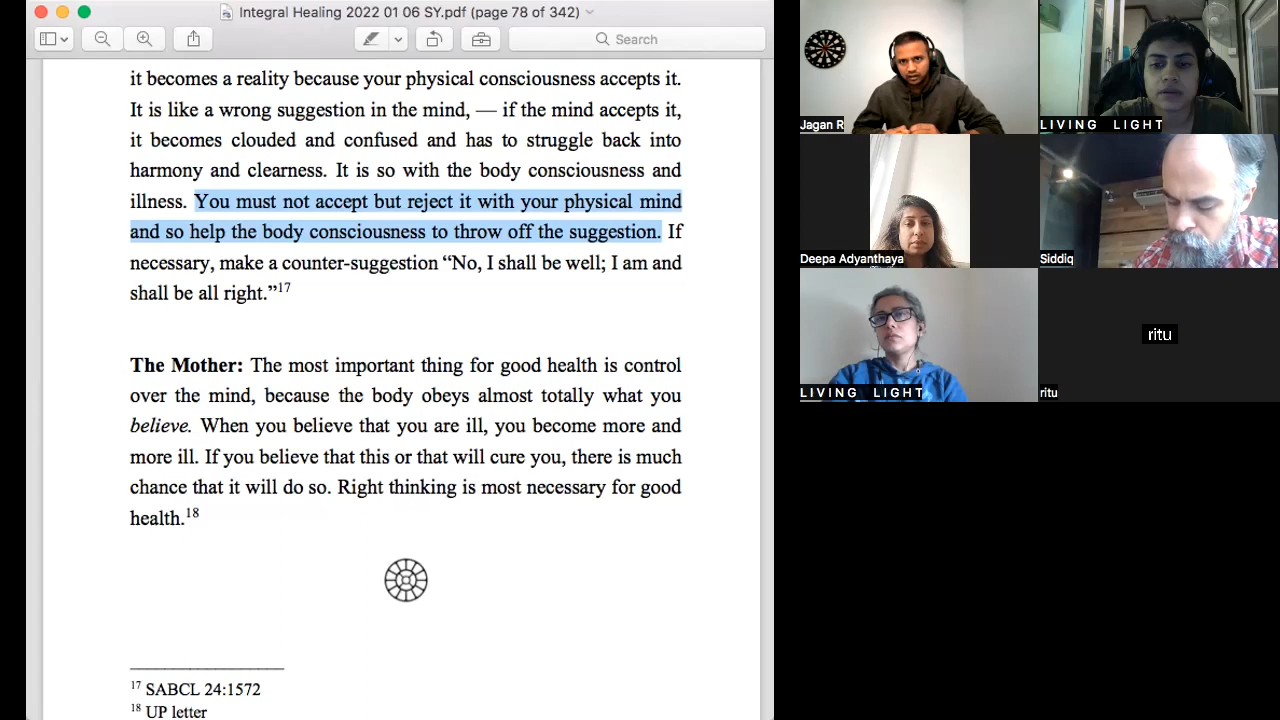 Integral Healing 2022 01 06 SY.pdf (page 78 of 342)
Search
it becomes a reality because your physical consciousness accepts it.
It is like a wrong suggestion in the mind, — if the mind accepts it,
it becomes clouded and confused and has to struggle back into
harmony and clearness. It is so with the body consciousness and
illness. You must not accept but reject it with your physical mind
and so help the body consciousness to throw off the suggestion. If
necessary, make a counter-suggestion “No, I shall be well; I am and
shall be all right.”17
The Mother: The most important thing for good health is control
over the mind, because the body obeys almost totally what you
believe. When you believe that you are ill, you become more and
more ill. If you believe that this or that will cure you, there is much
chance that it will do so. Right thinking is most necessary for good
health.18
17 SABCL 24:1572
18 UP letter
Jagan R
LIVING LIGHT
Deepa Adyanthaya
Siddiq
LIVING LIGHT
ritu
ritu